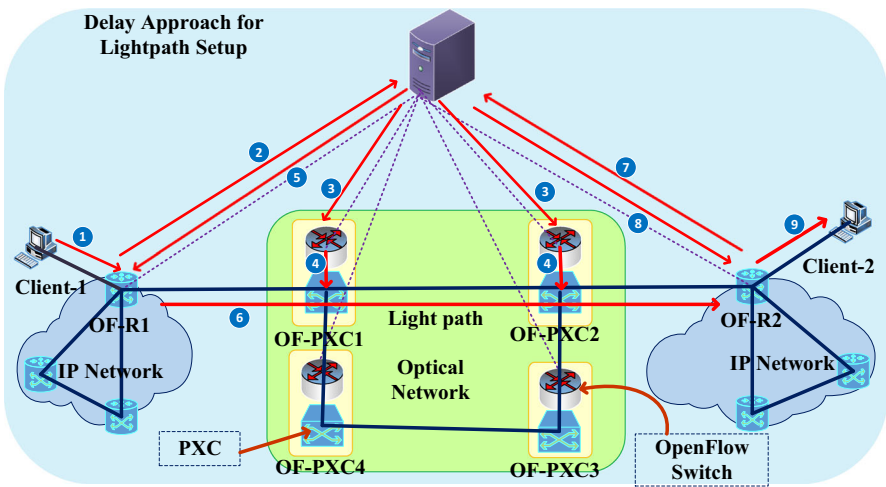 Delay Approach for
Lightpath Setup
2
5
7
3
3
8
9
1
Client-1
4
4
Client-2
OF-R1
6
Light path
OF-R2
OF-PXC1
OF-PXC2
IP Network
Optical
Network
IP Network
PXC
OF-PXC4
OF-PXC3
OpenFlow
Switch